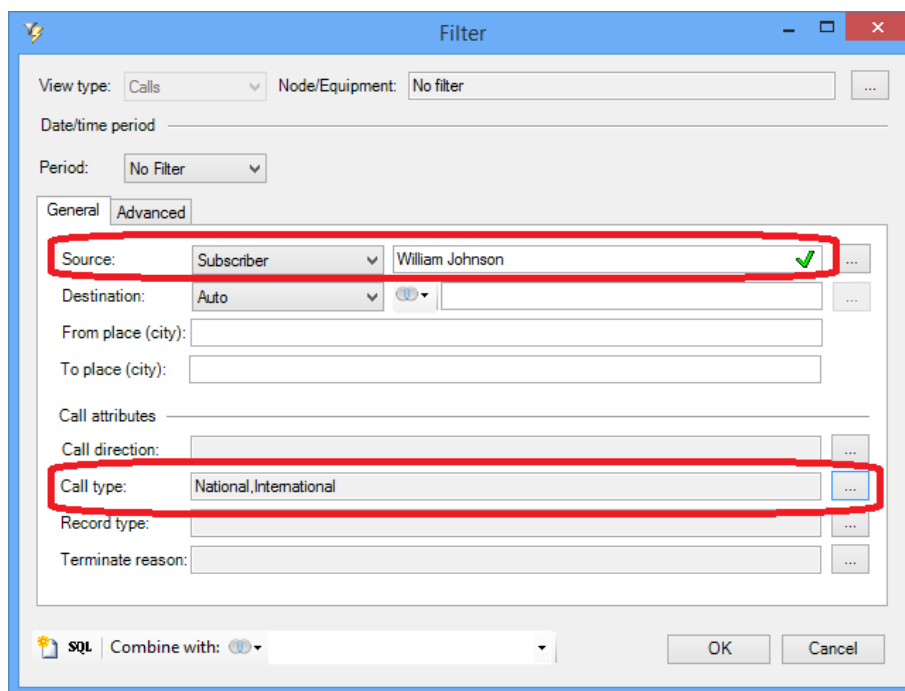 Filter
View type: Calls Node/Equipment: No filter ...
Date/time period
Period: No Filter
General Advanced
Source: Subscriber William Johnson ...
Destination: Auto ...
From place (city):
To place (city):
Call attributes
Call direction: ...
Call type: National,International ...
Record type: ...
Terminate reason: ...
SQL Combine with: OK Cancel